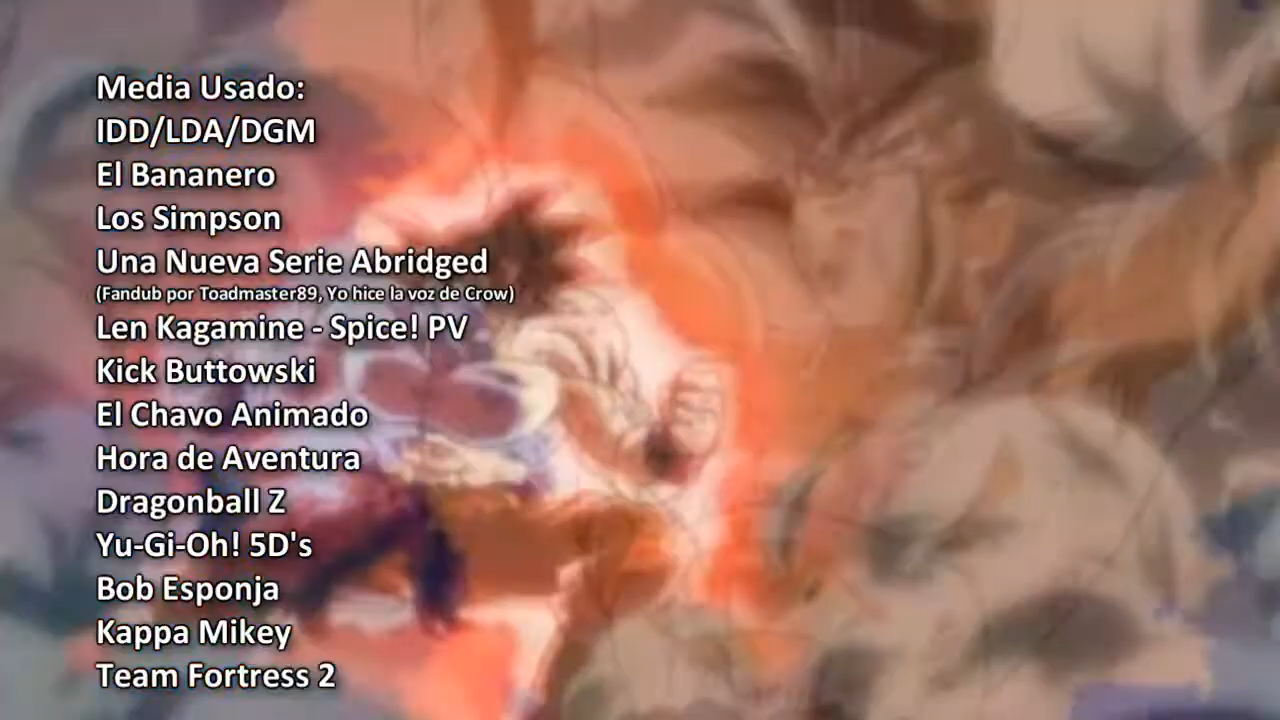 Media Usado:
IDD/LDA/DGM
El Bananero
Los Simpson
Una Nueva Serie Abridged
(Fandub por Toadmaster89, Yo hice la voz de Crow)
Len Kagamine - Spice! PV
Kick Buttowski
El Chavo Animado
Hora de Aventura
Dragonball Z
Yu-Gi-Oh! 5D's
Bob Esponja
Kappa Mikey
Team Fortress 2